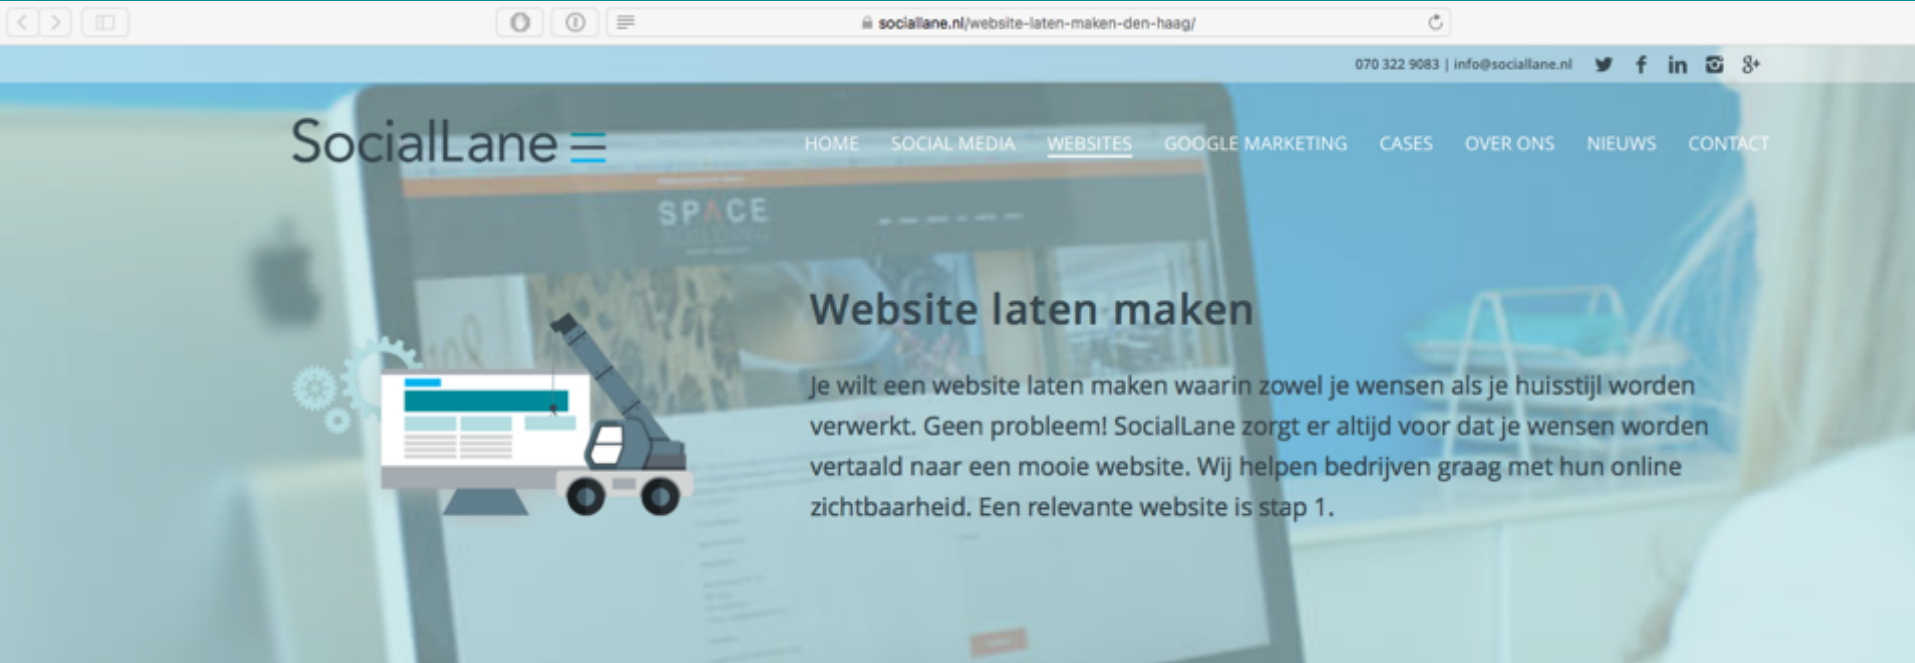 sociallane.nl/website-laten-maken-den-haag/
070 322 9083 | info@sociallane.nl
SocialLane
HOME SOCIAL MEDIA WEBSITES GOOGLE MARKETING CASES OVER ONS NIEUWS CONTACT
SPACE
Website laten maken
Je wilt een website laten maken waarin zowel je wensen als je huisstijl worden
verwerkt. Geen probleem! SocialLane zorgt er altijd voor dat je wensen worden
vertaald naar een mooie website. Wij helpen bedrijven graag met hun online
zichtbaarheid. Een relevante website is stap 1.